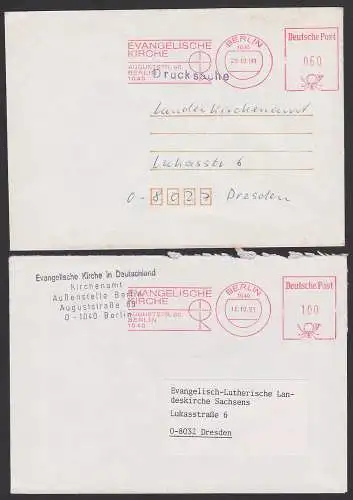 EVANGELISCHE
KIRCHE
AUGUSTSTR. 80
BERLIN
1040
BERLIN
1040
Deutsche Post
060
Drucksache
Landeskirchenamt
Lukasstr 6
0-8027 Dresden
Evangelische Kirche in Deutschland
Kirchenamt
Außenstelle Berlin
Auguststraße 80
O-1040 Berlin
EVANGELISCHE
KIRCHE
AUGUSTSTR. 80
BERLIN
1040
BERLIN
1040
Deutsche Post
100
Evangelisch-Lutherische Lan-
deskirche Sachsens
Lukasstraße 6
O-8032 Dresden